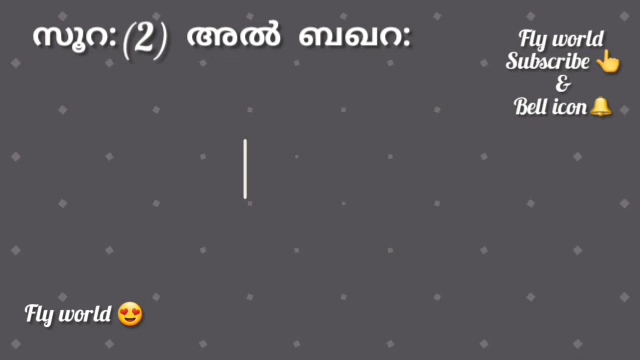 സൂറ:(2) അൽ ബഖറ:
Fly world
Subscribe 👆
&
Bell icon 🔔
Fly world 😍